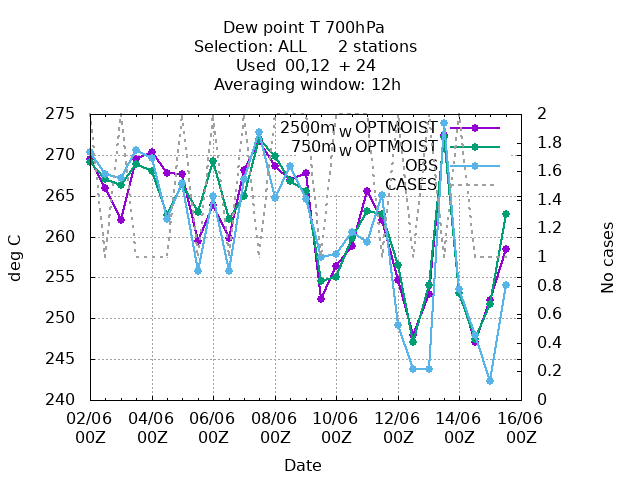 Dew point T 700hPa
Selection: ALL 2 stations
Used 00,12 + 24
Averaging window: 12h
2500m_W OPTMOIST
750m_W OPTMOIST
OBS
CASES
275
270
265
260
255
250
245
240
deg C
2
1.8
1.6
1.4
1.2
1
0.8
0.6
0.4
0.2
0
No cases
02/06 04/06 06/06 08/06 10/06 12/06 14/06 16/06
00Z 00Z 00Z 00Z 00Z 00Z 00Z 00Z
Date